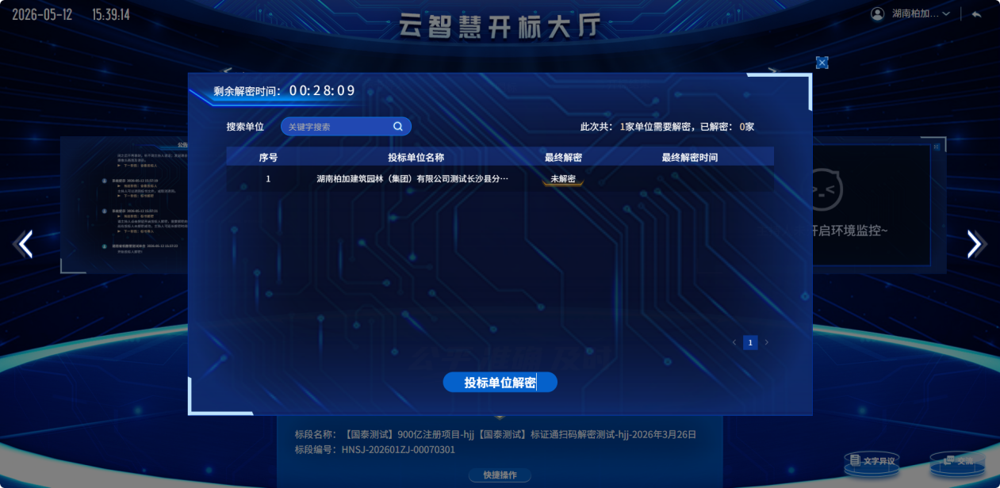 2026-05-12 15:39:14
云智慧开标大厅
湖南柏加...
剩余解密时间： 00:28:09
搜索单位 关键字搜索
此次共： 1家单位需要解密，已解密： 0家
序号 投标单位名称 最终解密 最终解密时间
1 湖南柏加建筑园林（集团）有限公司测试长沙县分… 未解密
公告
开启环境监控~
1
投标单位解密
标段名称： 【国泰测试】900亿注册项目-hjj【国泰测试】标证通扫码解密测试-hjj-2026年3月26日
标段编号：HNSJ-202601ZJ-00070301
快捷操作
文字异议
交流